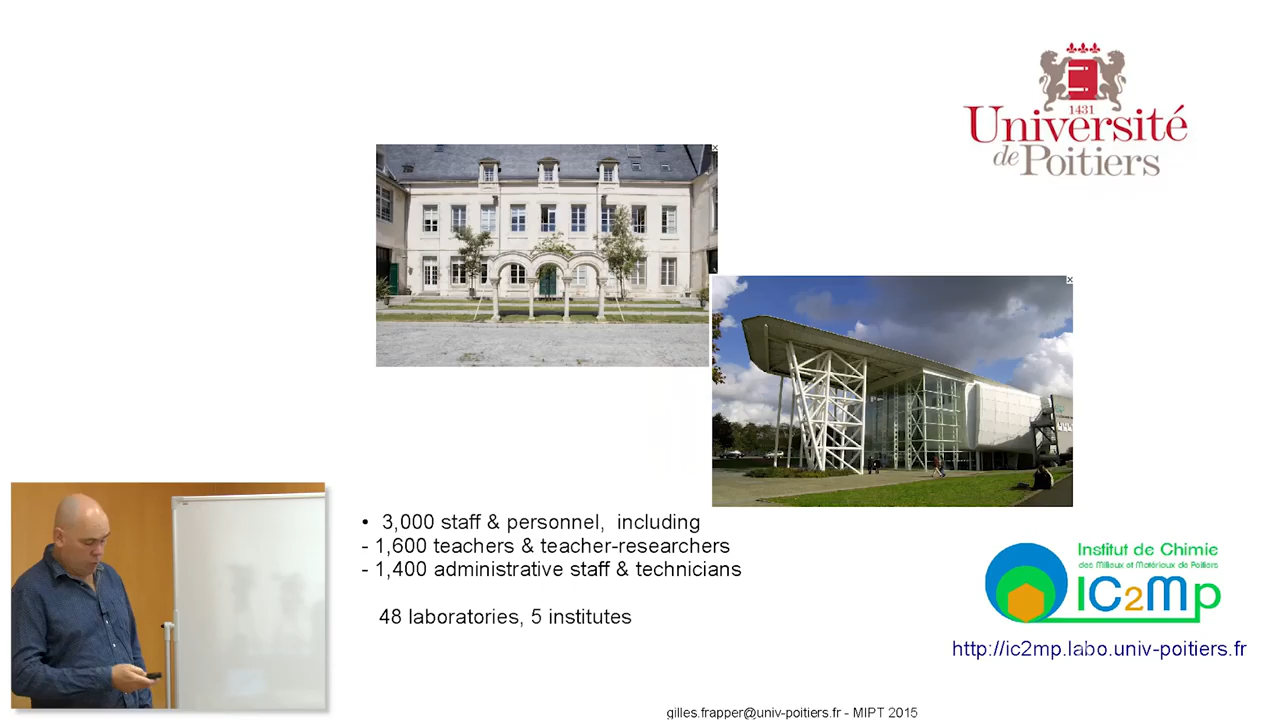 1431
Université
de Poitiers
• 3,000 staff & personnel, including
- 1,600 teachers & teacher-researchers
- 1,400 administrative staff & technicians
48 laboratories, 5 institutes
Institut de Chimie
des Milieux et Matériaux de Poitiers
IC2Mp
http://ic2mp.labo.univ-poitiers.fr
gilles.frapper@univ-poitiers.fr - MIPT 2015